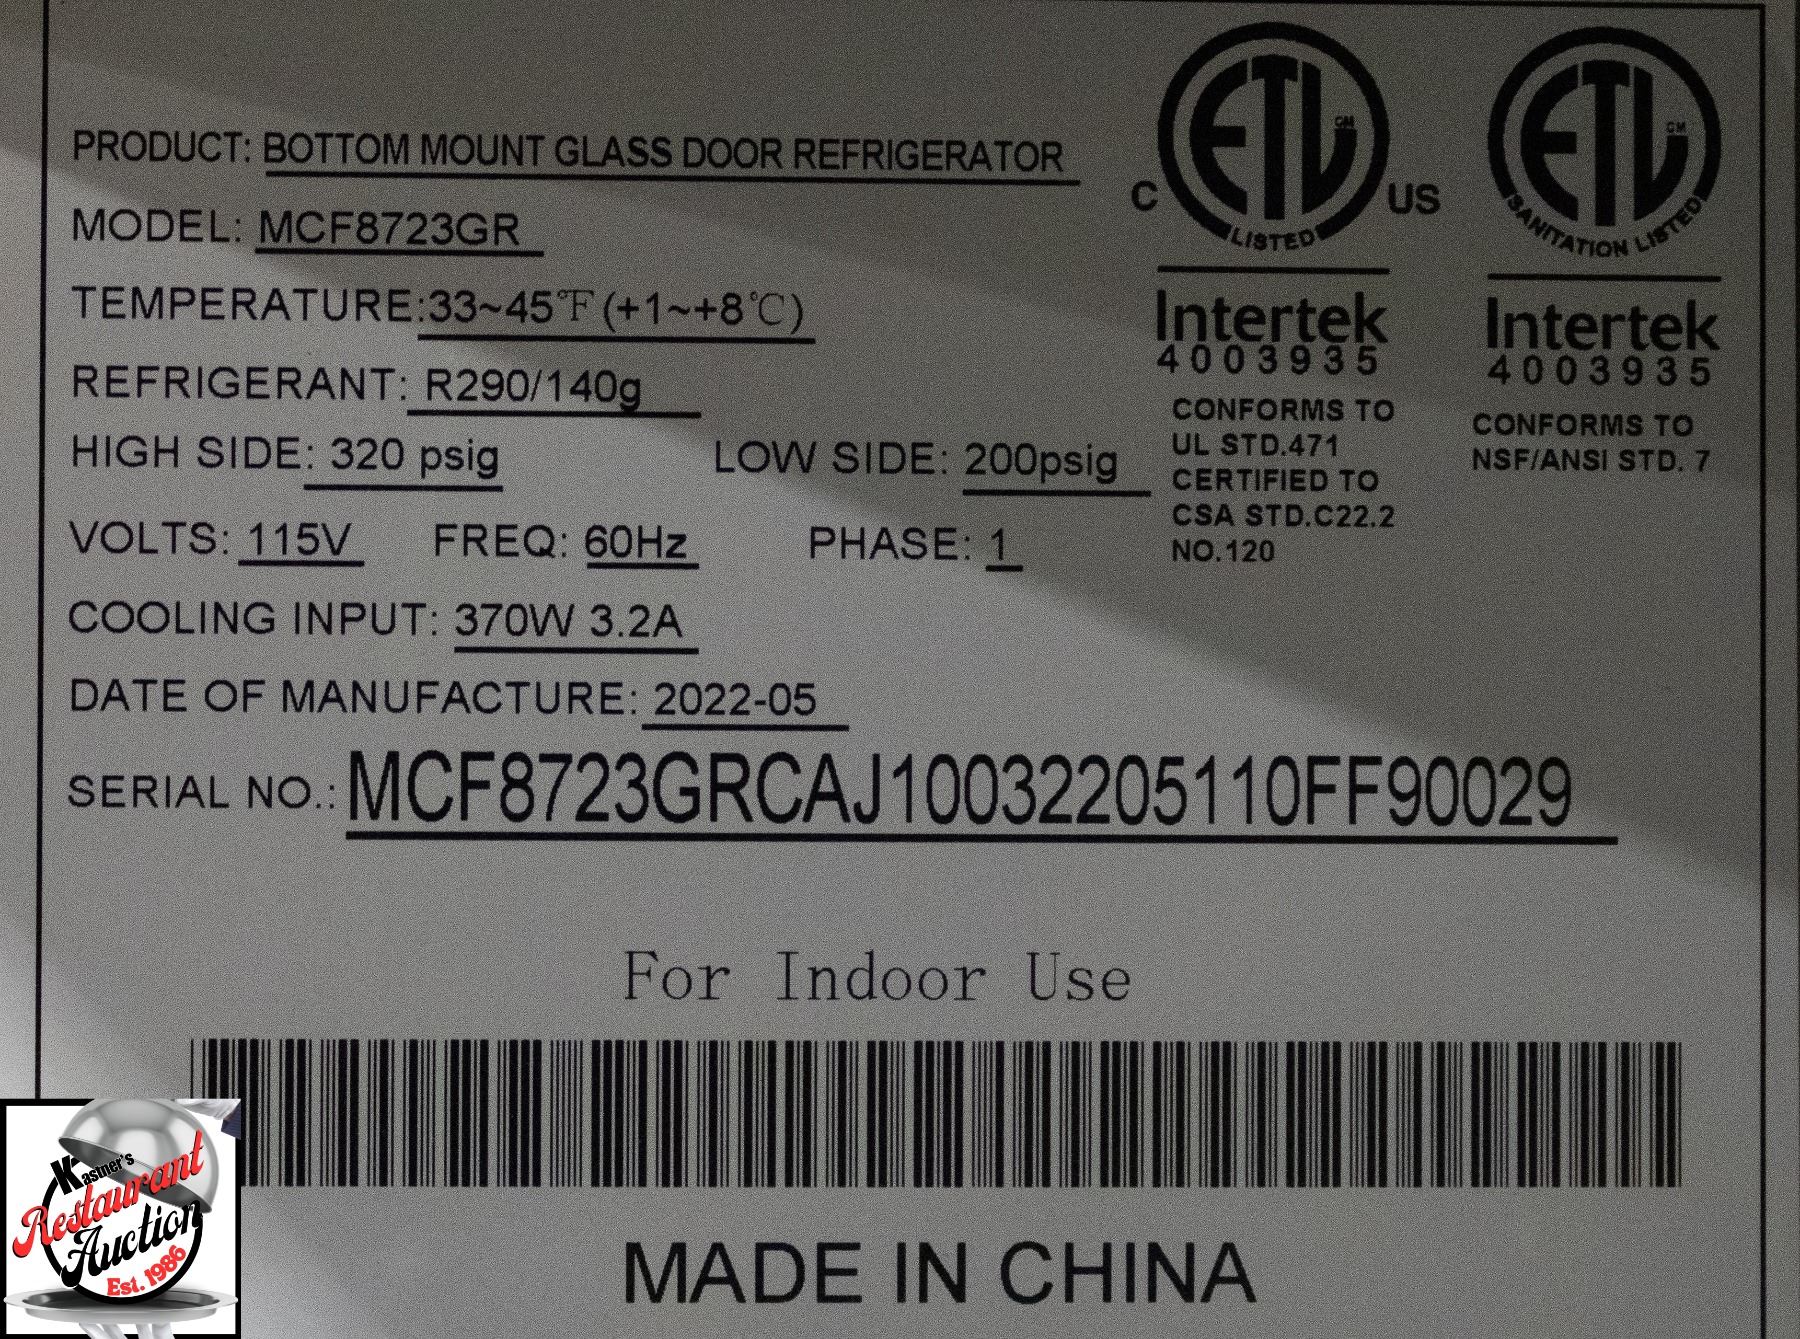 PRODUCT: BOTTOM MOUNT GLASS DOOR REFRIGERATOR
MODEL: MCF8723GR
TEMPERATURE:33~45℉(+1~+8℃)
REFRIGERANT: R290/140g
HIGH SIDE: 320 psig LOW SIDE: 200psig
VOLTS: 115V FREQ: 60Hz PHASE: 1
COOLING INPUT: 370W 3.2A
DATE OF MANUFACTURE: 2022-05
SERIAL NO.: MCF8723GRCAJ10032205110FF90029
C ETL CM US
LISTED
Intertek
4003935
CONFORMS TO
UL STD.471
CERTIFIED TO
CSA STD.C22.2
NO.120
ETL CM
SANITATION LISTED
Intertek
4003935
CONFORMS TO
NSF/ANSI STD. 7
For Indoor Use
MADE IN CHINA
Kastner's
Restaurant
Auction
Est. 1986